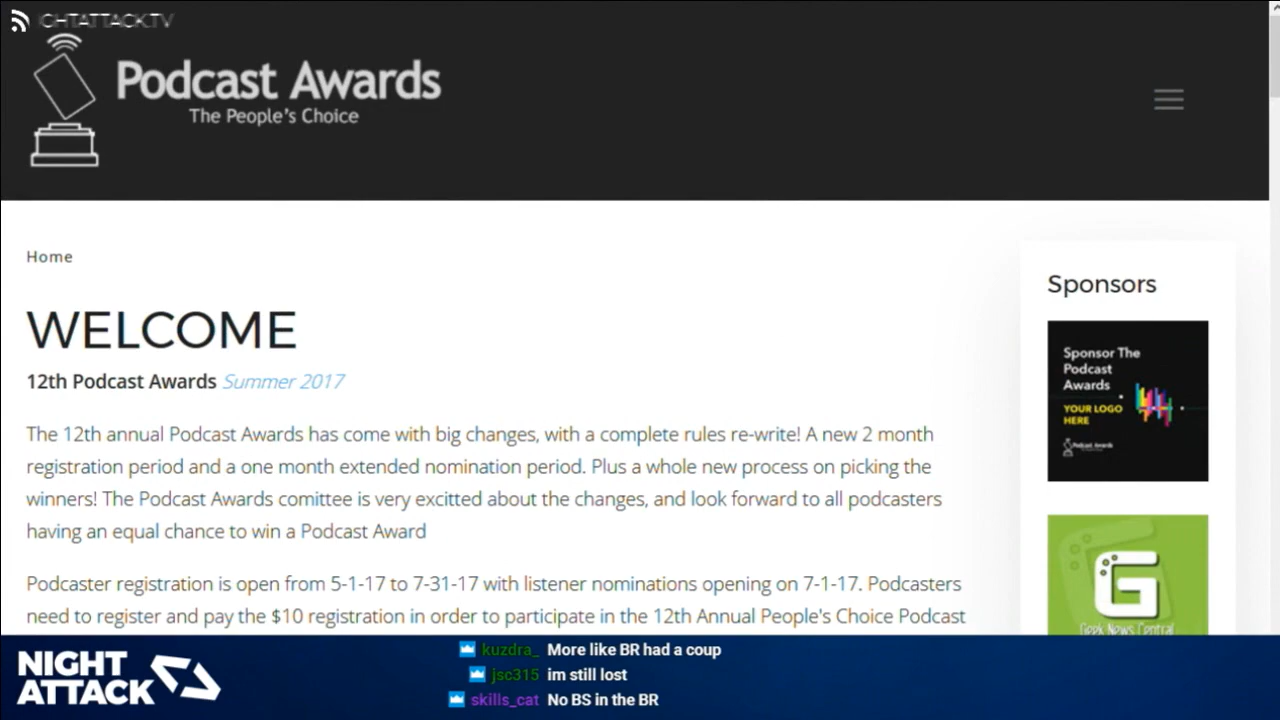 GHTATTACK.TV
Podcast Awards
The People's Choice
Home
WELCOME
12th Podcast Awards Summer 2017
The 12th annual Podcast Awards has come with big changes, with a complete rules re-write! A new 2 month
registration period and a one month extended nomination period. Plus a whole new process on picking the
winners! The Podcast Awards comittee is very excitted about the changes, and look forward to all podcasters
having an equal chance to win a Podcast Award
Podcaster registration is open from 5-1-17 to 7-31-17 with listener nominations opening on 7-1-17. Podcasters
need to register and pay the $10 registration in order to participate in the 12th Annual People's Choice Podcast
Sponsors
Sponsor The
Podcast
Awards
YOUR LOGO
HERE
Podcast Awards
G
Geek News Central
NIGHT
ATTACK
kuzdra_ More like BR had a coup
jsc315 im still lost
skills_cat No BS in the BR